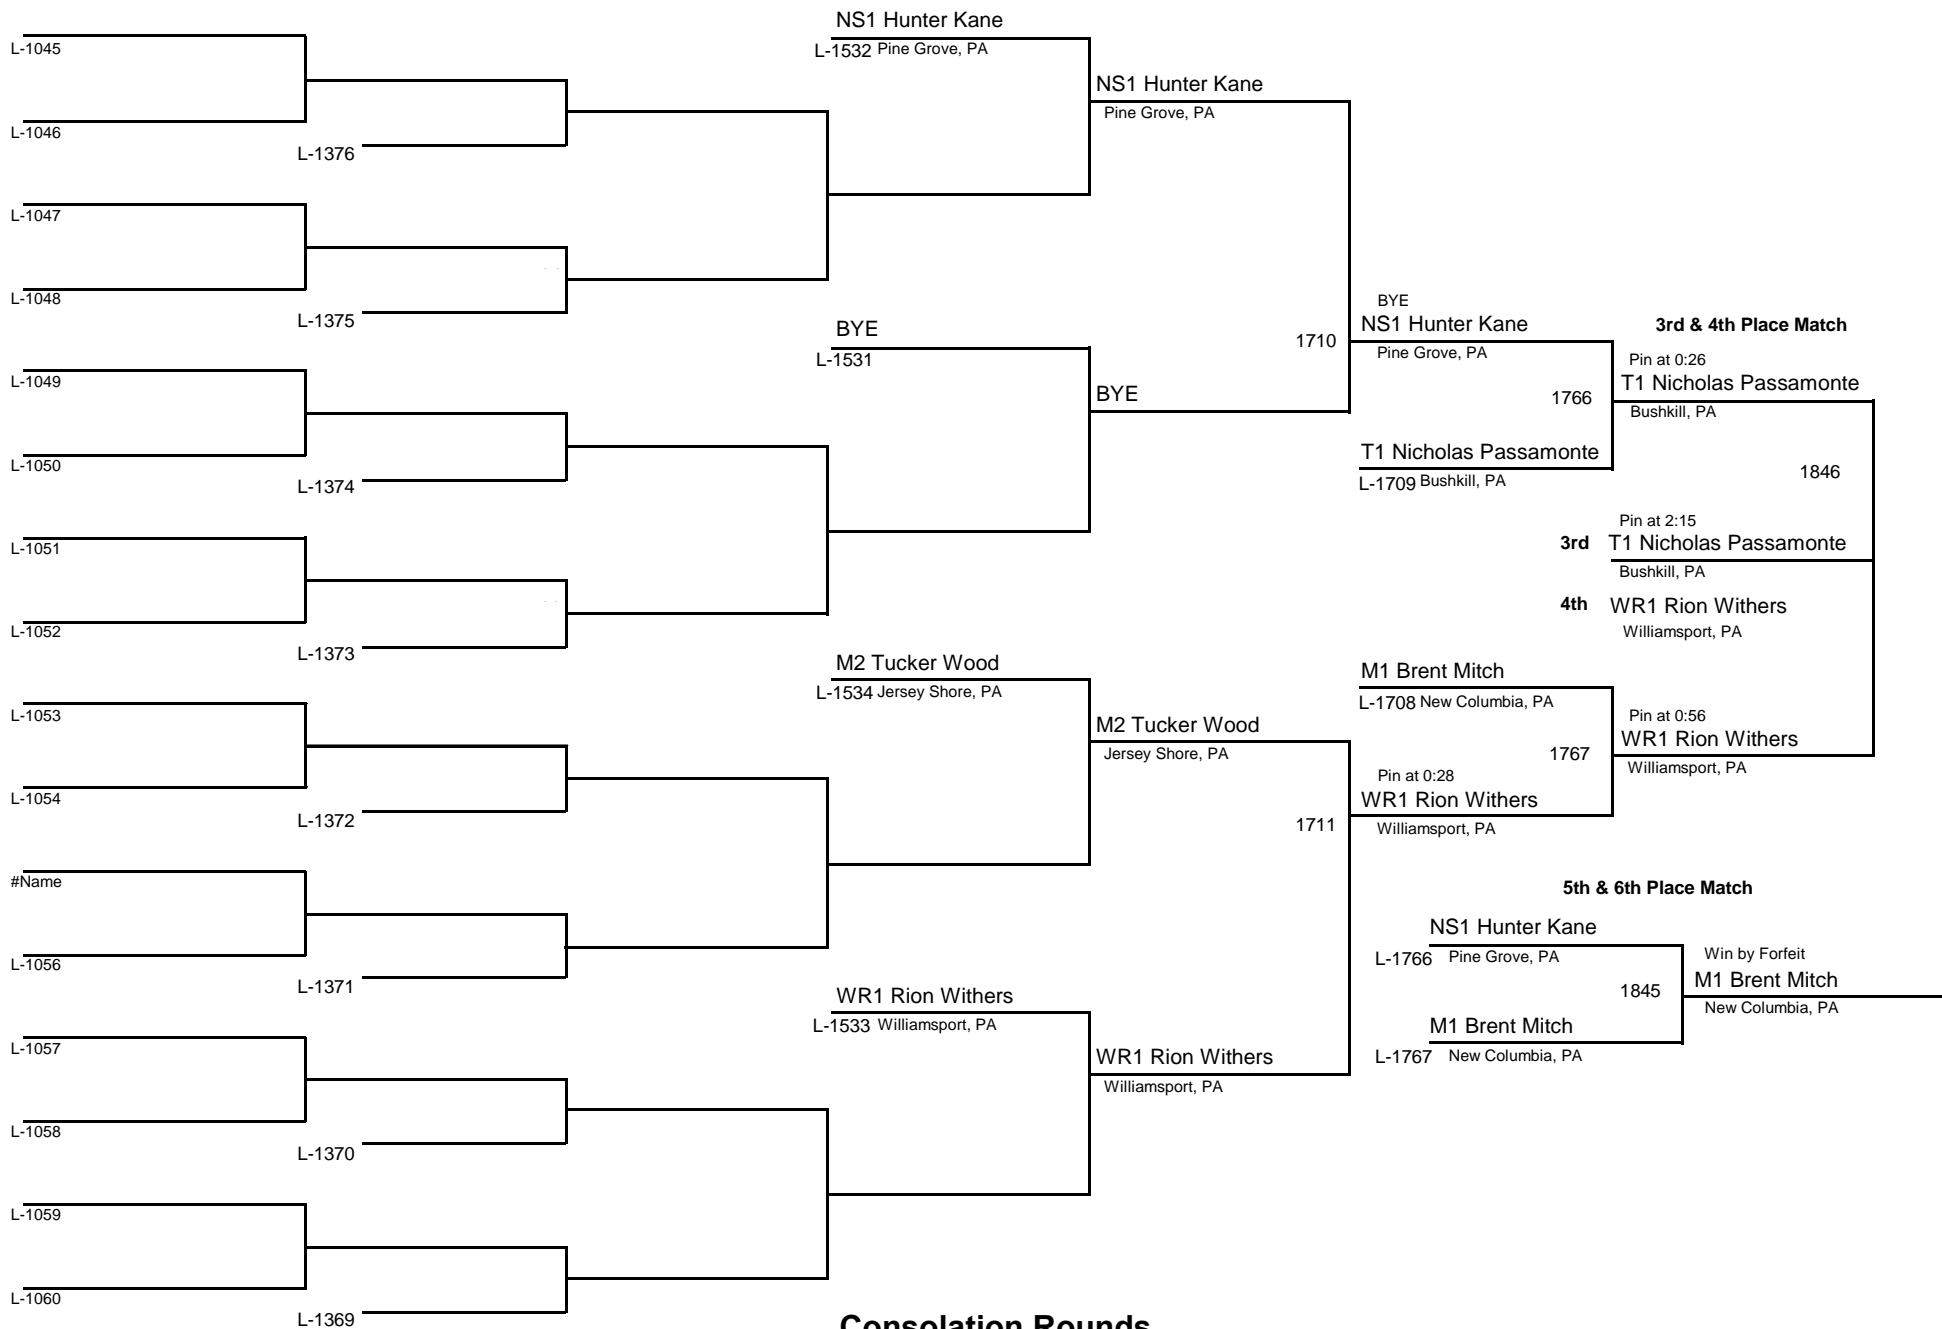 L-1045
L-1046
L-1376
L-1047
L-1048
L-1375
L-1049
L-1050
L-1374
L-1051
L-1052
L-1373
L-1053
L-1054
L-1372
#Name
L-1056
L-1371
L-1057
L-1058
L-1370
L-1059
L-1060
L-1369
NS1 Hunter Kane
L-1532 Pine Grove, PA
BYE
L-1531
M2 Tucker Wood
L-1534 Jersey Shore, PA
WR1 Rion Withers
L-1533 Williamsport, PA
NS1 Hunter Kane
Pine Grove, PA
BYE
M2 Tucker Wood
Jersey Shore, PA
WR1 Rion Withers
Williamsport, PA
1710
1711
BYE
NS1 Hunter Kane
Pine Grove, PA
T1 Nicholas Passamonte
L-1709 Bushkill, PA
1766
M1 Brent Mitch
L-1708 New Columbia, PA
1767
Pin at 0:28
WR1 Rion Withers
Williamsport, PA
3rd & 4th Place Match
Pin at 0:26
T1 Nicholas Passamonte
Bushkill, PA
1846
Pin at 2:15
3rd T1 Nicholas Passamonte
Bushkill, PA
4th WR1 Rion Withers
Williamsport, PA
Pin at 0:56
WR1 Rion Withers
Williamsport, PA
5th & 6th Place Match
NS1 Hunter Kane
L-1766 Pine Grove, PA
1845
M1 Brent Mitch
L-1767 New Columbia, PA
Win by Forfeit
M1 Brent Mitch
New Columbia, PA
Consolation Rounds